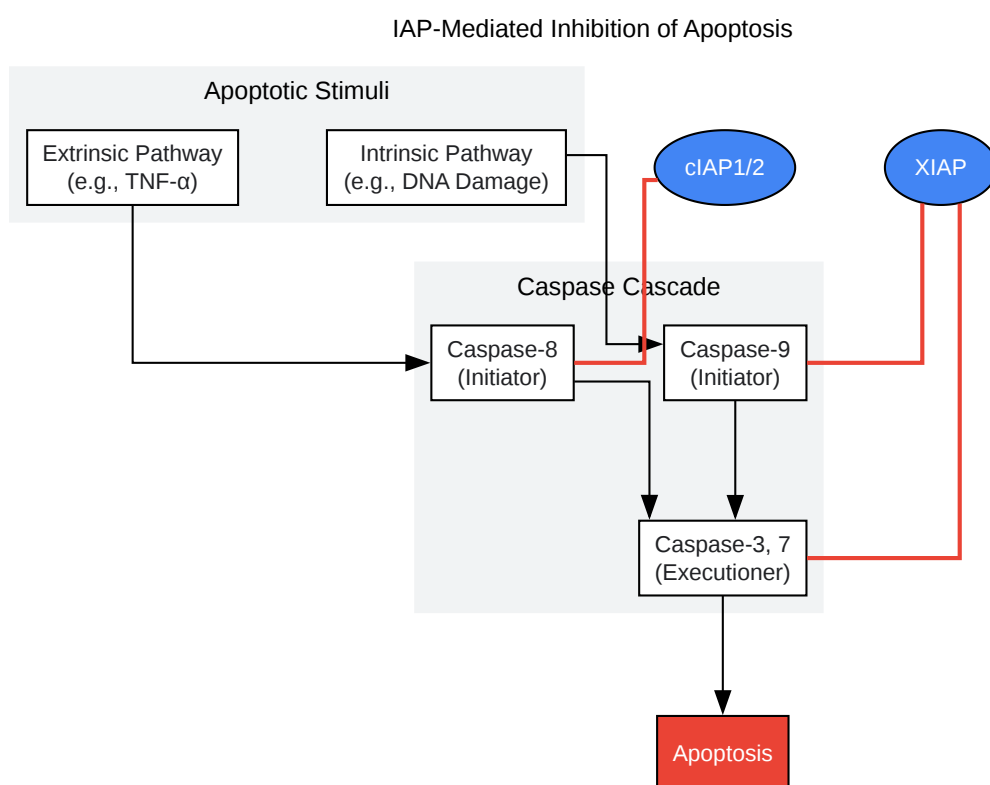 IAP-Mediated Inhibition of Apoptosis
Apoptotic Stimuli
Extrinsic Pathway
(e.g., TNF-α)
Intrinsic Pathway
(e.g., DNA Damage)
cIAP1/2
XIAP
Caspase Cascade
Caspase-8
(Initiator)
Caspase-9
(Initiator)
Caspase-3, 7
(Executioner)
Apoptosis